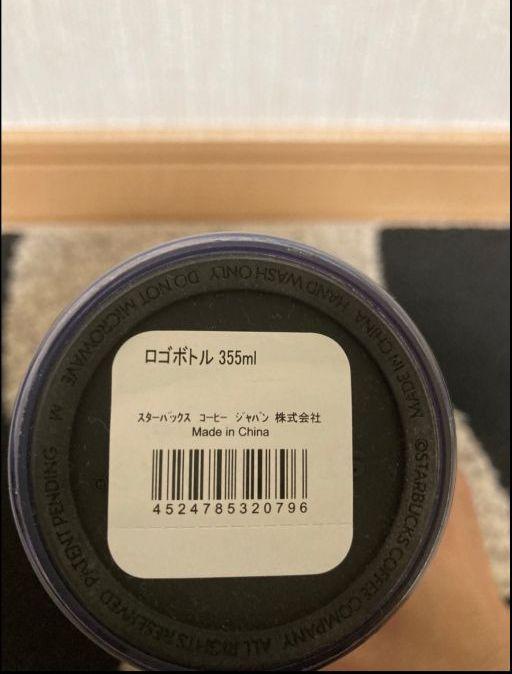 ロゴボトル 355ml
スターバックス コーヒー ジャパン 株式会社
Made in China
4524785320796
©STARBUCKS COFFEE COMPANY ALL RIGHTS RESERVED PATENT PENDING M DO NOT MICROWAVE HAND WASH ONLY MADE IN CHINA